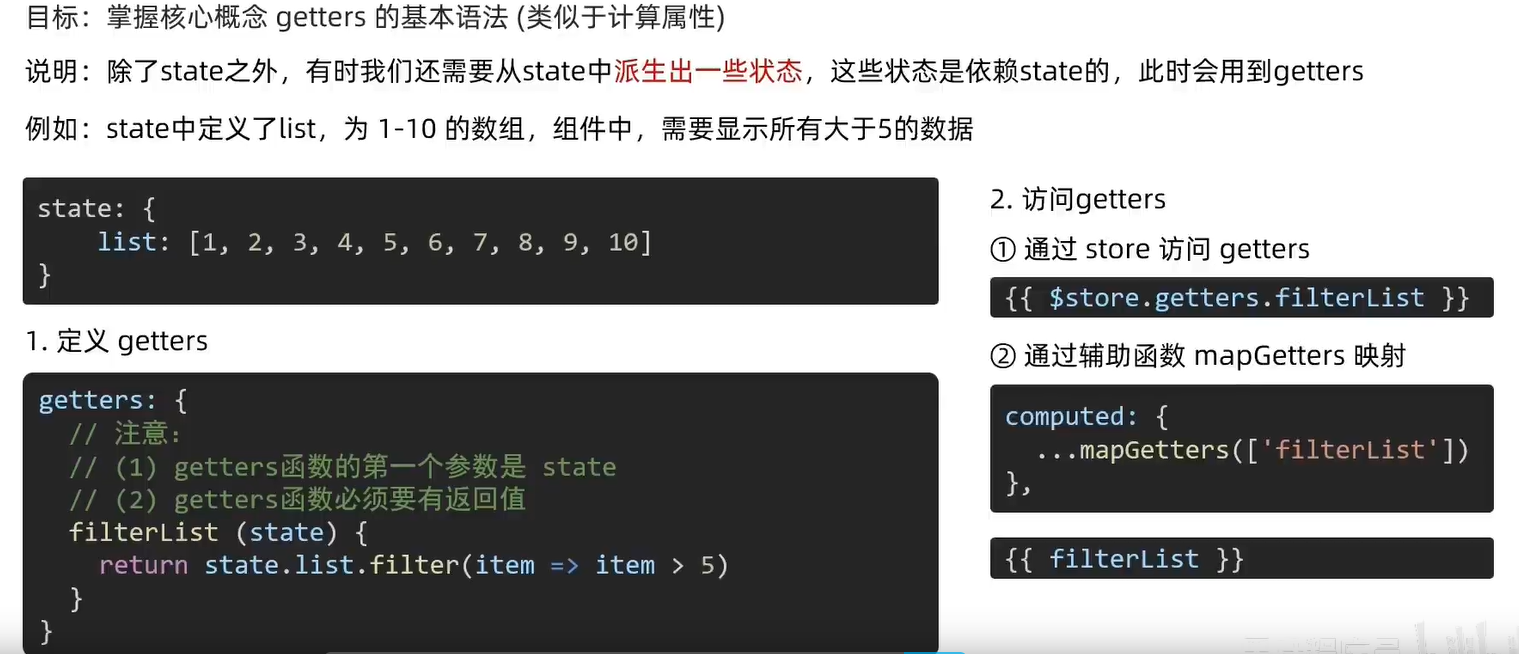 目标：掌握核心概念 getters 的基本语法 (类似于计算属性)
说明：除了state之外，有时我们还需要从state中派生出一些状态，这些状态是依赖state的，此时会用到getters
例如：state中定义了list，为 1-10 的数组，组件中，需要显示所有大于5的数据
state: {
    list: [1, 2, 3, 4, 5, 6, 7, 8, 9, 10]
}
1. 定义 getters
getters: {
  // 注意：
  // (1) getters函数的第一个参数是 state
  // (2) getters函数必须要有返回值
  filterList (state) {
    return state.list.filter(item => item > 5)
  }
}
2. 访问getters
① 通过 store 访问 getters
{{ $store.getters.filterList }}
② 通过辅助函数 mapGetters 映射
computed: {
  ...mapGetters(['filterList'])
},
{{ filterList }}